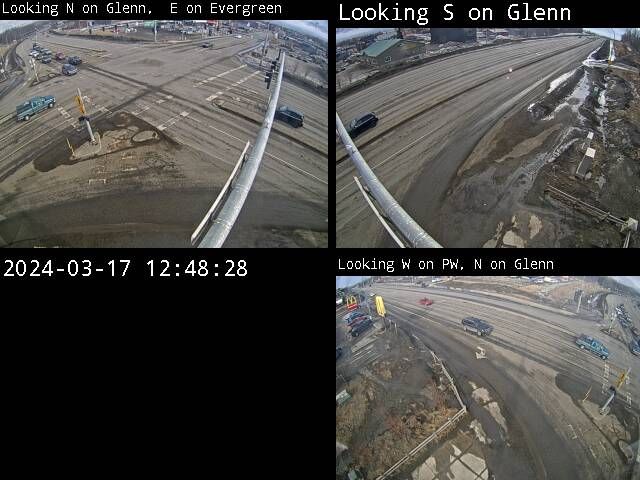 Looking N on Glenn,  E on Evergreen
Looking S on Glenn
2024-03-17 12:48:28
Looking W on PW, N on Glenn